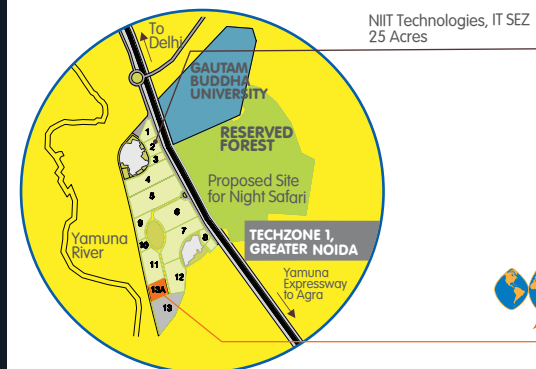 NIIT Technologies, IT SEZ
25 Acres
To
Delhi
GAUTAM
BUDDHA
UNIVERSITY
RESERVED
FOREST
Proposed Site
for Night Safari
1
2
3
4
5
6
7
8
9
10
11
12
13A
13
Yamuna
River
TECHZONE 1,
GREATER NOIDA
Yamuna
Expressway
to Agra